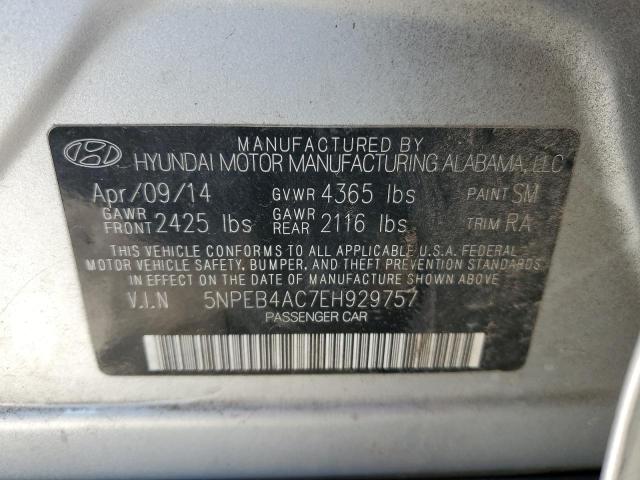 MANUFACTURED BY
HYUNDAI MOTOR MANUFACTURING ALABAMA, LLC
Apr/09/14 GVWR 4365 lbs PAINT SM
GAWR FRONT 2425 lbs GAWR REAR 2116 lbs TRIM RA
THIS VEHICLE CONFORMS TO ALL APPLICABLE U.S.A. FEDERAL
MOTOR VEHICLE SAFETY, BUMPER, AND THEFT PREVENTION STANDARDS
IN EFFECT ON THE DATE OF MANUFACTURE SHOWN ABOVE.
V.I.N 5NPEB4AC7EH929757
PASSENGER CAR